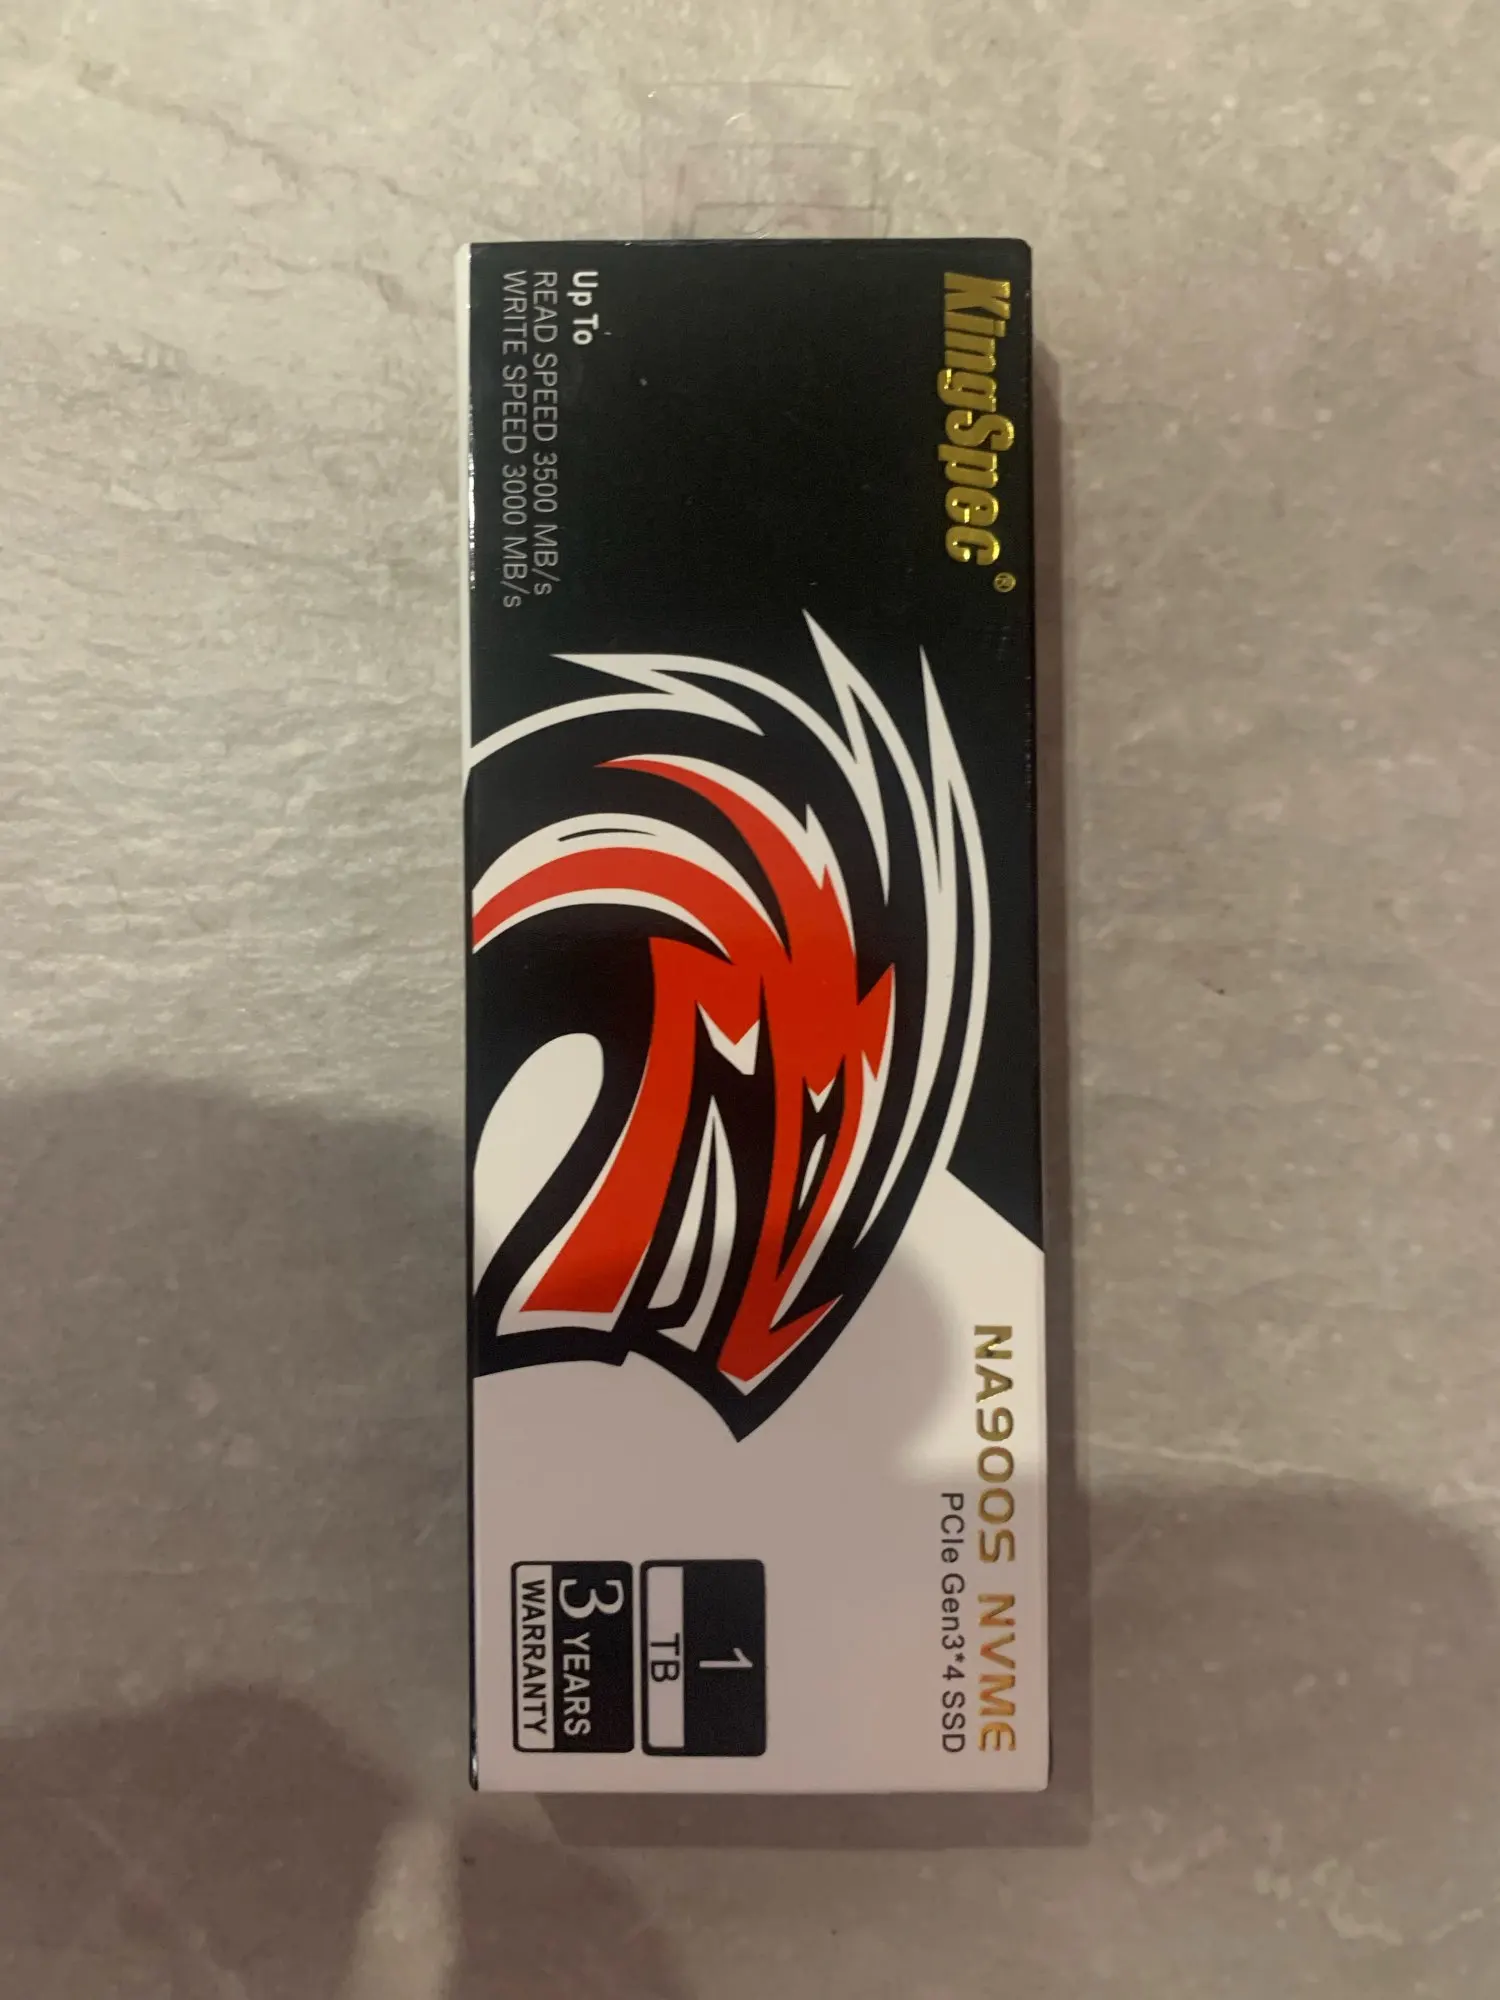 KingSpec®
Up To
READ SPEED 3500 MB/s
WRITE SPEED 3000 MB/s
NA900S NVME
PCIe Gen3*4 SSD
1
TB
3 YEARS
WARRANTY